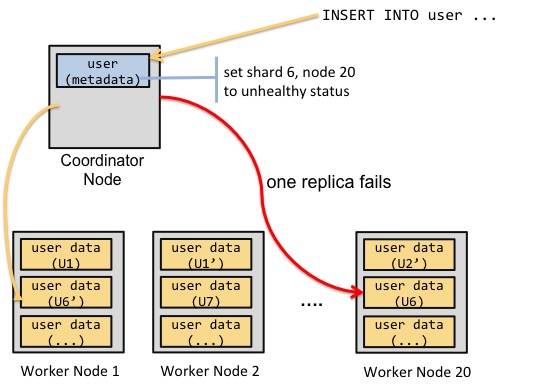 INSERT INTO user ...
user
(metadata)
set shard 6, node 20
to unhealthy status
Coordinator
Node
one replica fails
user data
(U1)
user data
(U6’)
user data
(...)
Worker Node 1
user data
(U1’)
user data
(U7)
user data
(...)
Worker Node 2
....
user data
(U2’)
user data
(U6)
user data
(...)
Worker Node 20